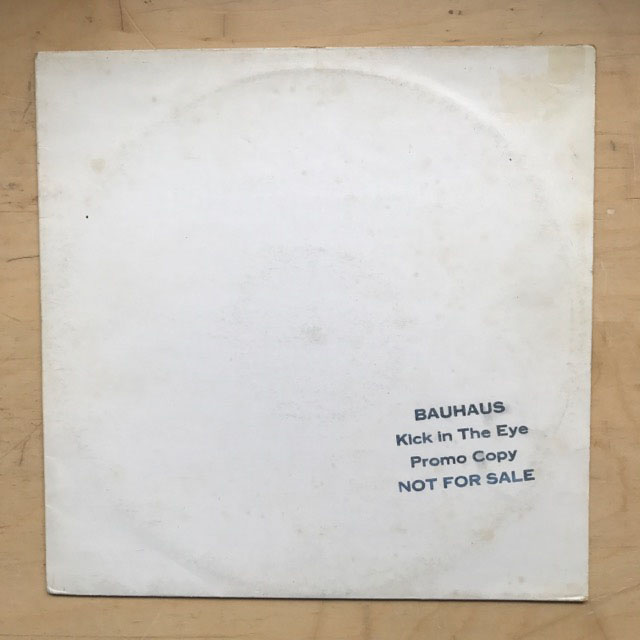 BAUHAUS
Kick In The Eye
Promo Copy
NOT FOR SALE